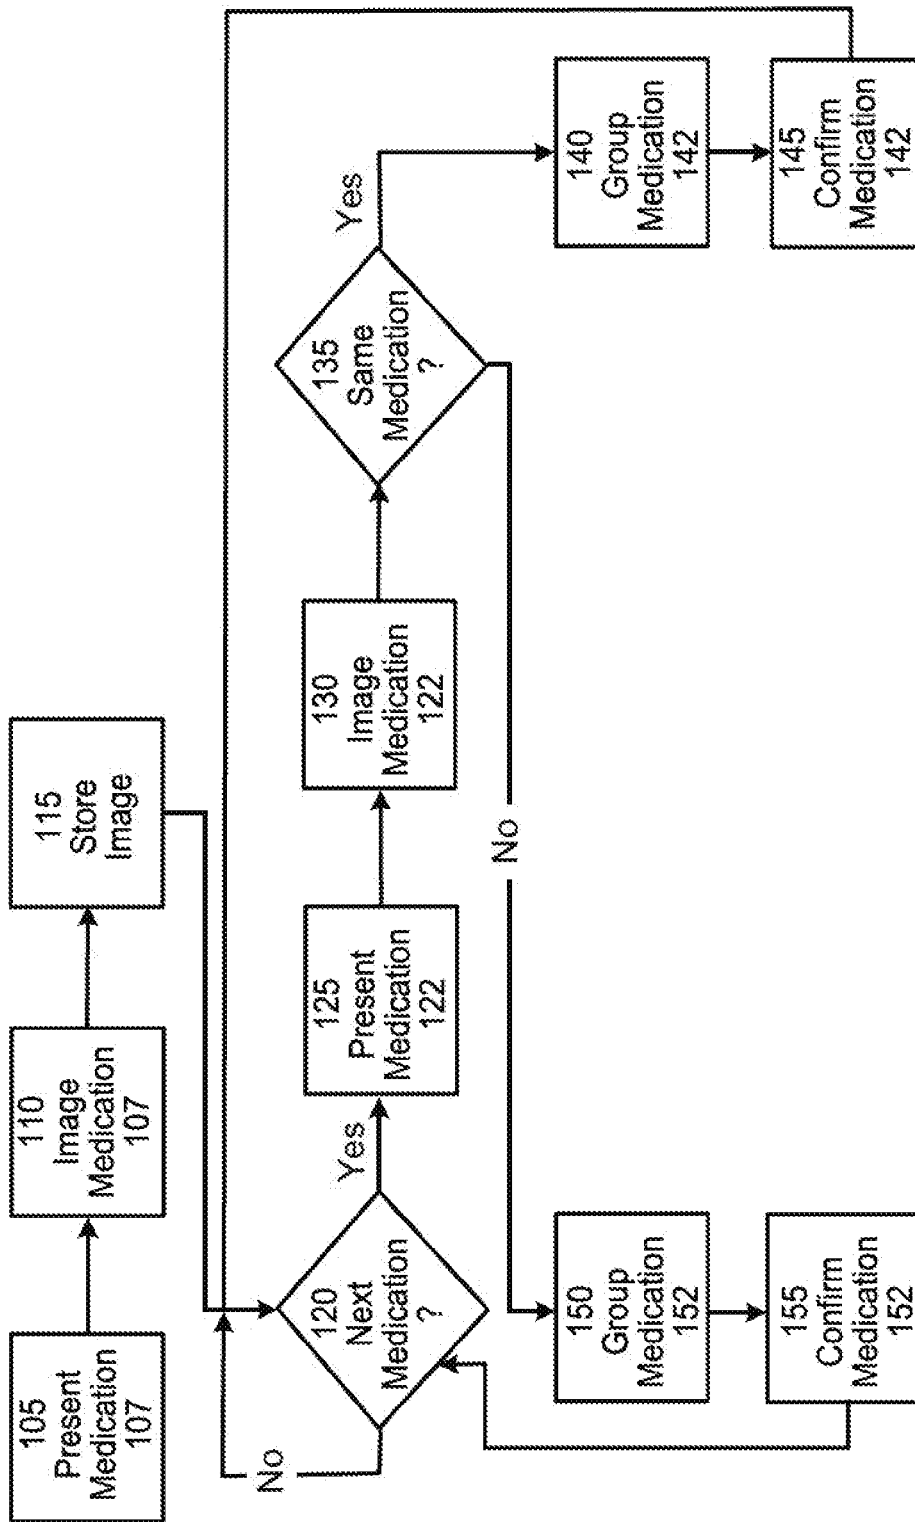 105
Present
Medication
107
110
Image
Medication
107
115
Store
Image
120
Next
Medication
?
No
Yes
125
Present
Medication
122
130
Image
Medication
122
135
Same
Medication
?
Yes
No
140
Group
Medication
142
145
Confirm
Medication
142
150
Group
Medication
152
155
Confirm
Medication
152